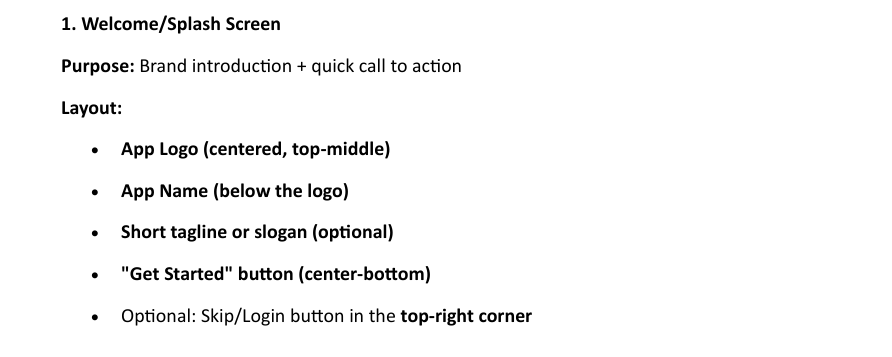 1. Welcome/Splash Screen
Purpose: Brand introduction + quick call to action
Layout:
• App Logo (centered, top-middle)
• App Name (below the logo)
• Short tagline or slogan (optional)
• "Get Started" button (center-bottom)
• Optional: Skip/Login button in the top-right corner